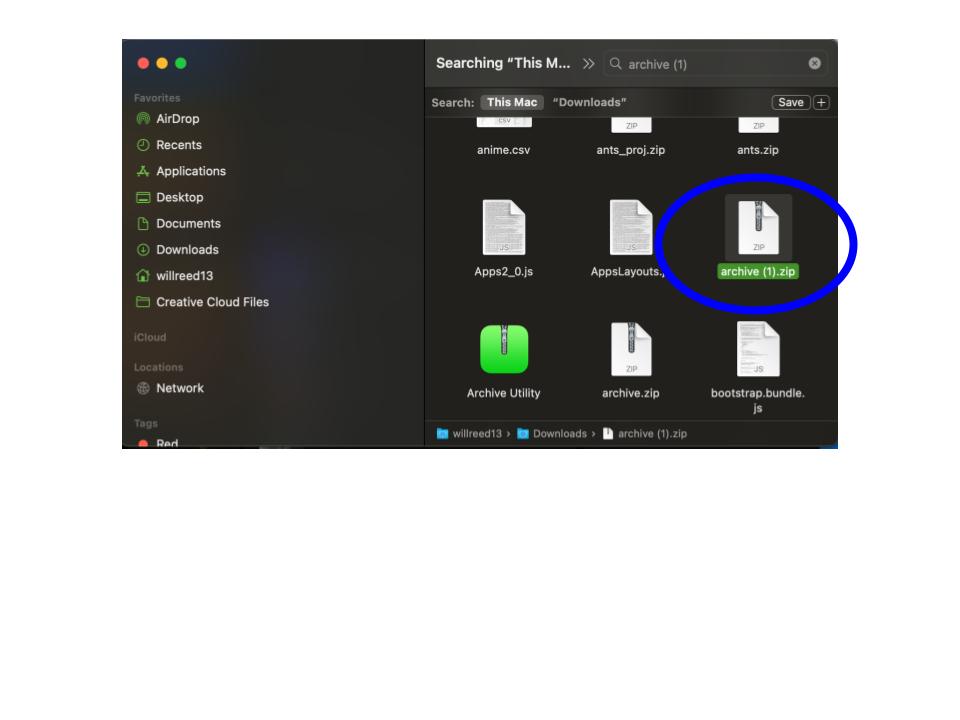 Searching “This M... >> archive (1)
Search: This Mac “Downloads” Save +
Favorites
AirDrop
Recents
Applications
Desktop
Documents
Downloads
willreed13
Creative Cloud Files
iCloud
Locations
Network
Tags
Red
CSV ZIP ZIP
anime.csv ants_proj.zip ants.zip
JS JS ZIP
Apps2_0.js AppsLayouts. archive (1).zip
ZIP JS
Archive Utility archive.zip bootstrap.bundle.
js
willreed13 › Downloads › archive (1).zip